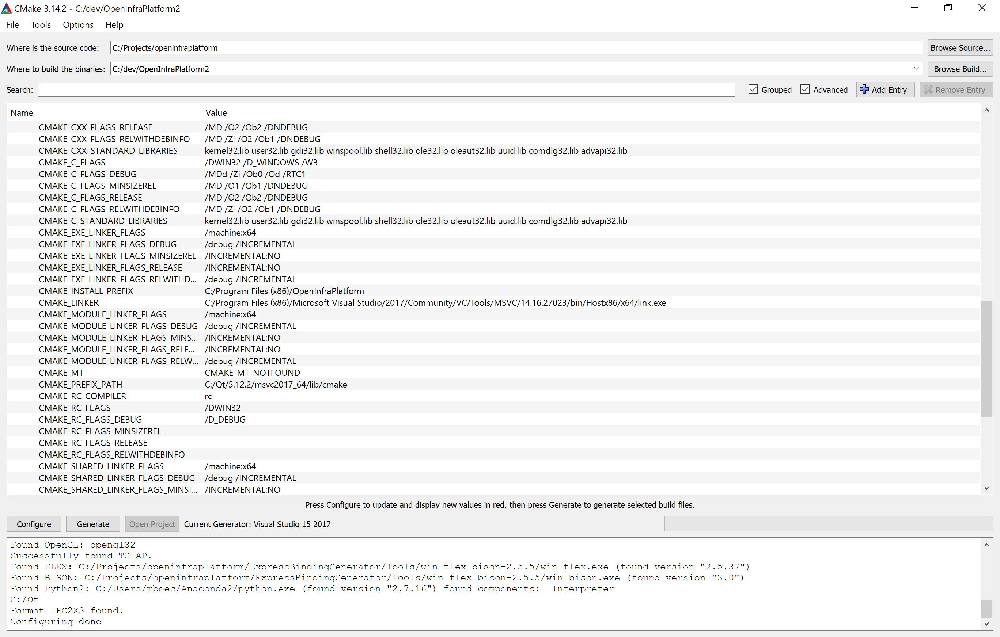 CMake 3.14.2 - C:/dev/OpenInfraPlatform2
File Tools Options Help
Where is the source code: C:/Projects/openinfraplatform Browse Source...
Where to build the binaries: C:/dev/OpenInfraPlatform2 Browse Build...
Search: Grouped Advanced Add Entry Remove Entry
Name Value
CMAKE_CXX_FLAGS_RELEASE /MD /O2 /Ob2 /DNDEBUG
CMAKE_CXX_FLAGS_RELWITHDEBINFO /MD /Zi /O2 /Ob1 /DNDEBUG
CMAKE_CXX_STANDARD_LIBRARIES kernel32.lib user32.lib gdi32.lib winspool.lib shell32.lib ole32.lib oleaut32.lib uuid.lib comdlg32.lib advapi32.lib
CMAKE_C_FLAGS /DWIN32 /D_WINDOWS /W3
CMAKE_C_FLAGS_DEBUG /MDd /Zi /Ob0 /Od /RTC1
CMAKE_C_FLAGS_MINSIZEREL /MD /O1 /Ob1 /DNDEBUG
CMAKE_C_FLAGS_RELEASE /MD /O2 /Ob2 /DNDEBUG
CMAKE_C_FLAGS_RELWITHDEBINFO /MD /Zi /O2 /Ob1 /DNDEBUG
CMAKE_C_STANDARD_LIBRARIES kernel32.lib user32.lib gdi32.lib winspool.lib shell32.lib ole32.lib oleaut32.lib uuid.lib comdlg32.lib advapi32.lib
CMAKE_EXE_LINKER_FLAGS /machine:x64
CMAKE_EXE_LINKER_FLAGS_DEBUG /debug /INCREMENTAL
CMAKE_EXE_LINKER_FLAGS_MINSIZEREL /INCREMENTAL:NO
CMAKE_EXE_LINKER_FLAGS_RELEASE /INCREMENTAL:NO
CMAKE_EXE_LINKER_FLAGS_RELWITHD... /debug /INCREMENTAL
CMAKE_INSTALL_PREFIX C:/Program Files (x86)/OpenInfraPlatform
CMAKE_LINKER C:/Program Files (x86)/Microsoft Visual Studio/2017/Community/VC/Tools/MSVC/14.16.27023/bin/Hostx86/x64/link.exe
CMAKE_MODULE_LINKER_FLAGS /machine:x64
CMAKE_MODULE_LINKER_FLAGS_DEBUG /debug /INCREMENTAL
CMAKE_MODULE_LINKER_FLAGS_MINS... /INCREMENTAL:NO
CMAKE_MODULE_LINKER_FLAGS_RELE... /INCREMENTAL:NO
CMAKE_MODULE_LINKER_FLAGS_RELW... /debug /INCREMENTAL
CMAKE_MT CMAKE_MT-NOTFOUND
CMAKE_PREFIX_PATH C:/Qt/5.12.2/msvc2017_64/lib/cmake
CMAKE_RC_COMPILER rc
CMAKE_RC_FLAGS /DWIN32
CMAKE_RC_FLAGS_DEBUG /D_DEBUG
CMAKE_RC_FLAGS_MINSIZEREL
CMAKE_RC_FLAGS_RELEASE
CMAKE_RC_FLAGS_RELWITHDEBINFO
CMAKE_SHARED_LINKER_FLAGS /machine:x64
CMAKE_SHARED_LINKER_FLAGS_DEBUG /debug /INCREMENTAL
CMAKE_SHARED_LINKER_FLAGS_MINSI... /INCREMENTAL:NO
Press Configure to update and display new values in red, then press Generate to generate selected build files.
Configure Generate Open Project Current Generator: Visual Studio 15 2017
Found OpenGL: opengl32
Successfully found TCLAP.
Found FLEX: C:/Projects/openinfraplatform/ExpressBindingGenerator/Tools/win_flex_bison-2.5.5/win_flex.exe (found version "2.5.37")
Found BISON: C:/Projects/openinfraplatform/ExpressBindingGenerator/Tools/win_flex_bison-2.5.5/win_bison.exe (found version "3.0")
Found Python2: C:/Users/mboec/Anaconda2/python.exe (found version "2.7.16") found components:  Interpreter
C:/Qt
Format IFC2X3 found.
Configuring done